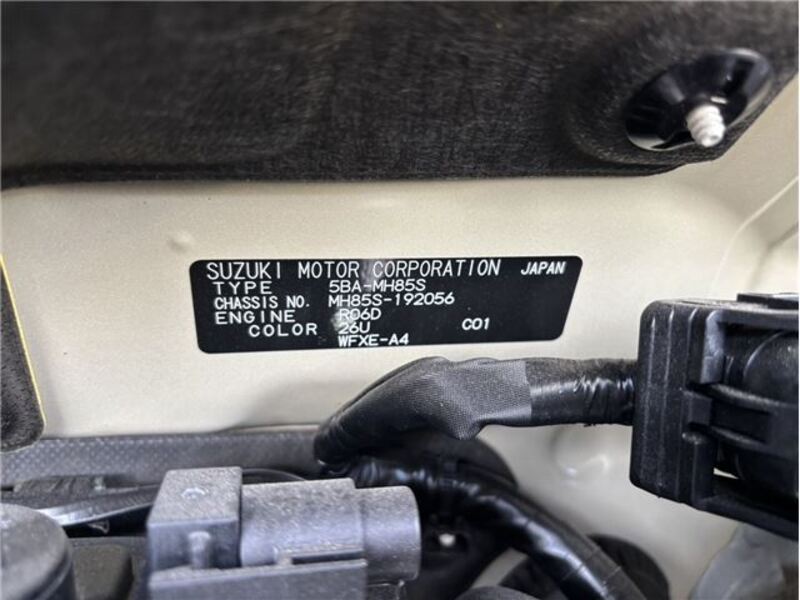 SUZUKI MOTOR CORPORATION JAPAN
TYPE 5BA-MH85S
CHASSIS NO. MH85S-192056
ENGINE R06D
COLOR 26U C01
WFXE-A4